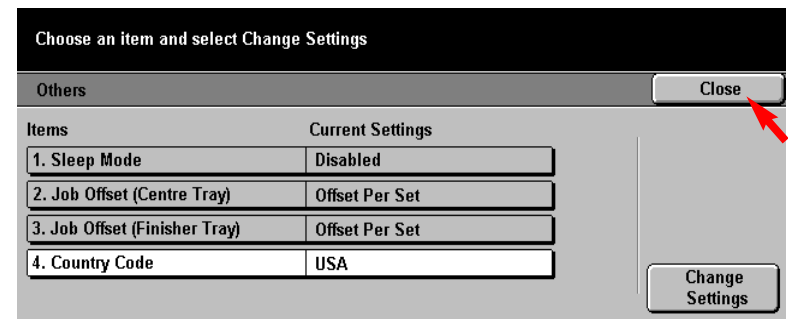 Choose an item and select Change Settings
Others Close
Items Current Settings
1. Sleep Mode Disabled
2. Job Offset (Centre Tray) Offset Per Set
3. Job Offset (Finisher Tray) Offset Per Set
4. Country Code USA
Change
Settings